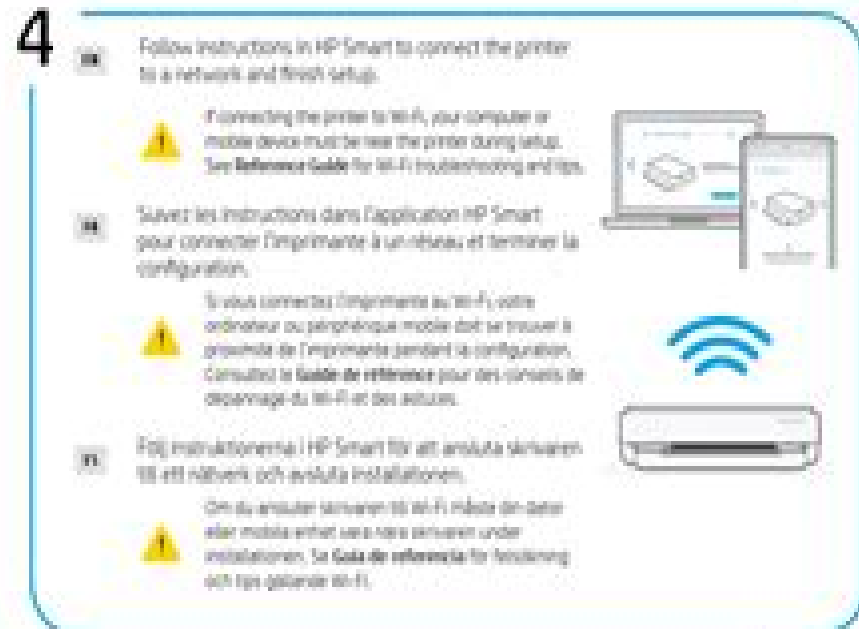 4
Follow instructions in HP Smart to connect the printer
to a network and finish setup.
If connecting the printer to Wi-Fi, your computer or
mobile device must be near the printer during setup.
See Reference Guide for Wi-Fi troubleshooting and tips.
FR
Suivez les instructions dans l'application HP Smart
pour connecter l'imprimante à un réseau et terminer la
configuration.
Si vous connectez l'imprimante au Wi-Fi, votre
ordinateur ou périphérique mobile doit se trouver à
proximité de l'imprimante pendant la configuration.
Consultez le Guide de référence pour des conseils de
dépannage du Wi-Fi et des astuces.
Följ instruktionerna i HP Smart för att ansluta skrivaren
till ett nätverk och avsluta installationen.
Om du ansluter skrivaren till Wi-Fi måste din dator
eller mobila enhet vara nära skrivaren under
installationen. Se Guía de referencia för felsökning
och tips gällande Wi-Fi.